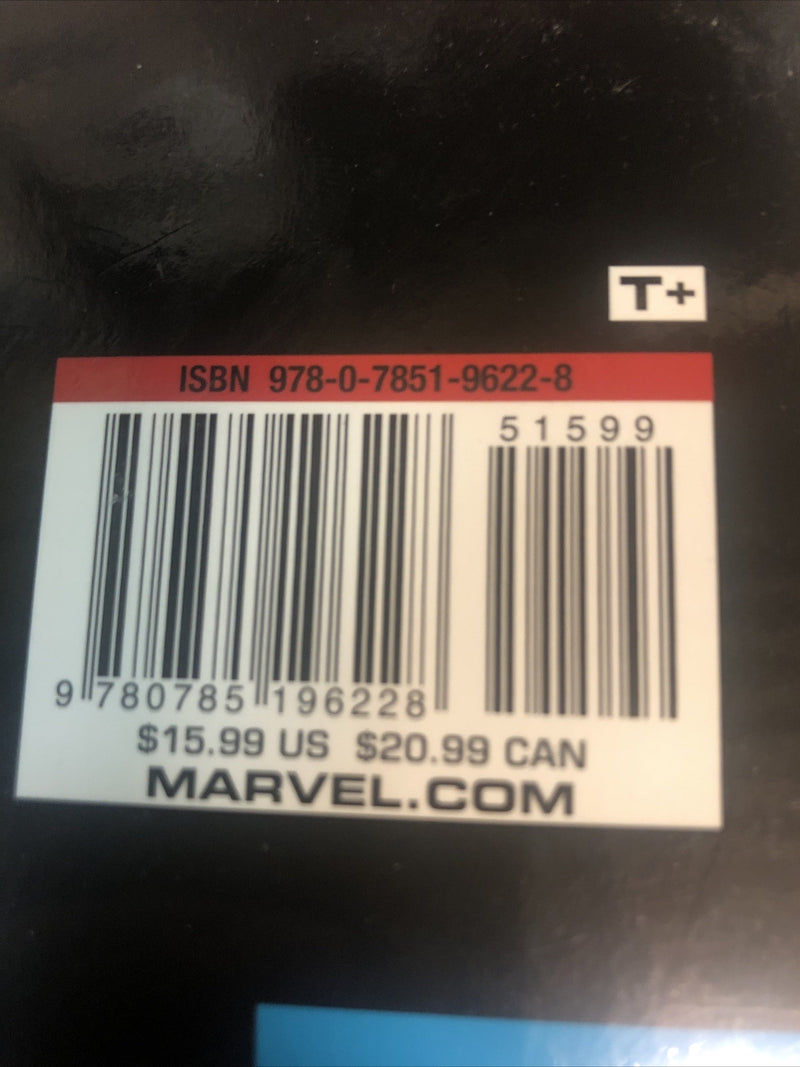 T+
ISBN 978-0-7851-9622-8
51599
9 780785 196228
$15.99 US $20.99 CAN
MARVEL.COM